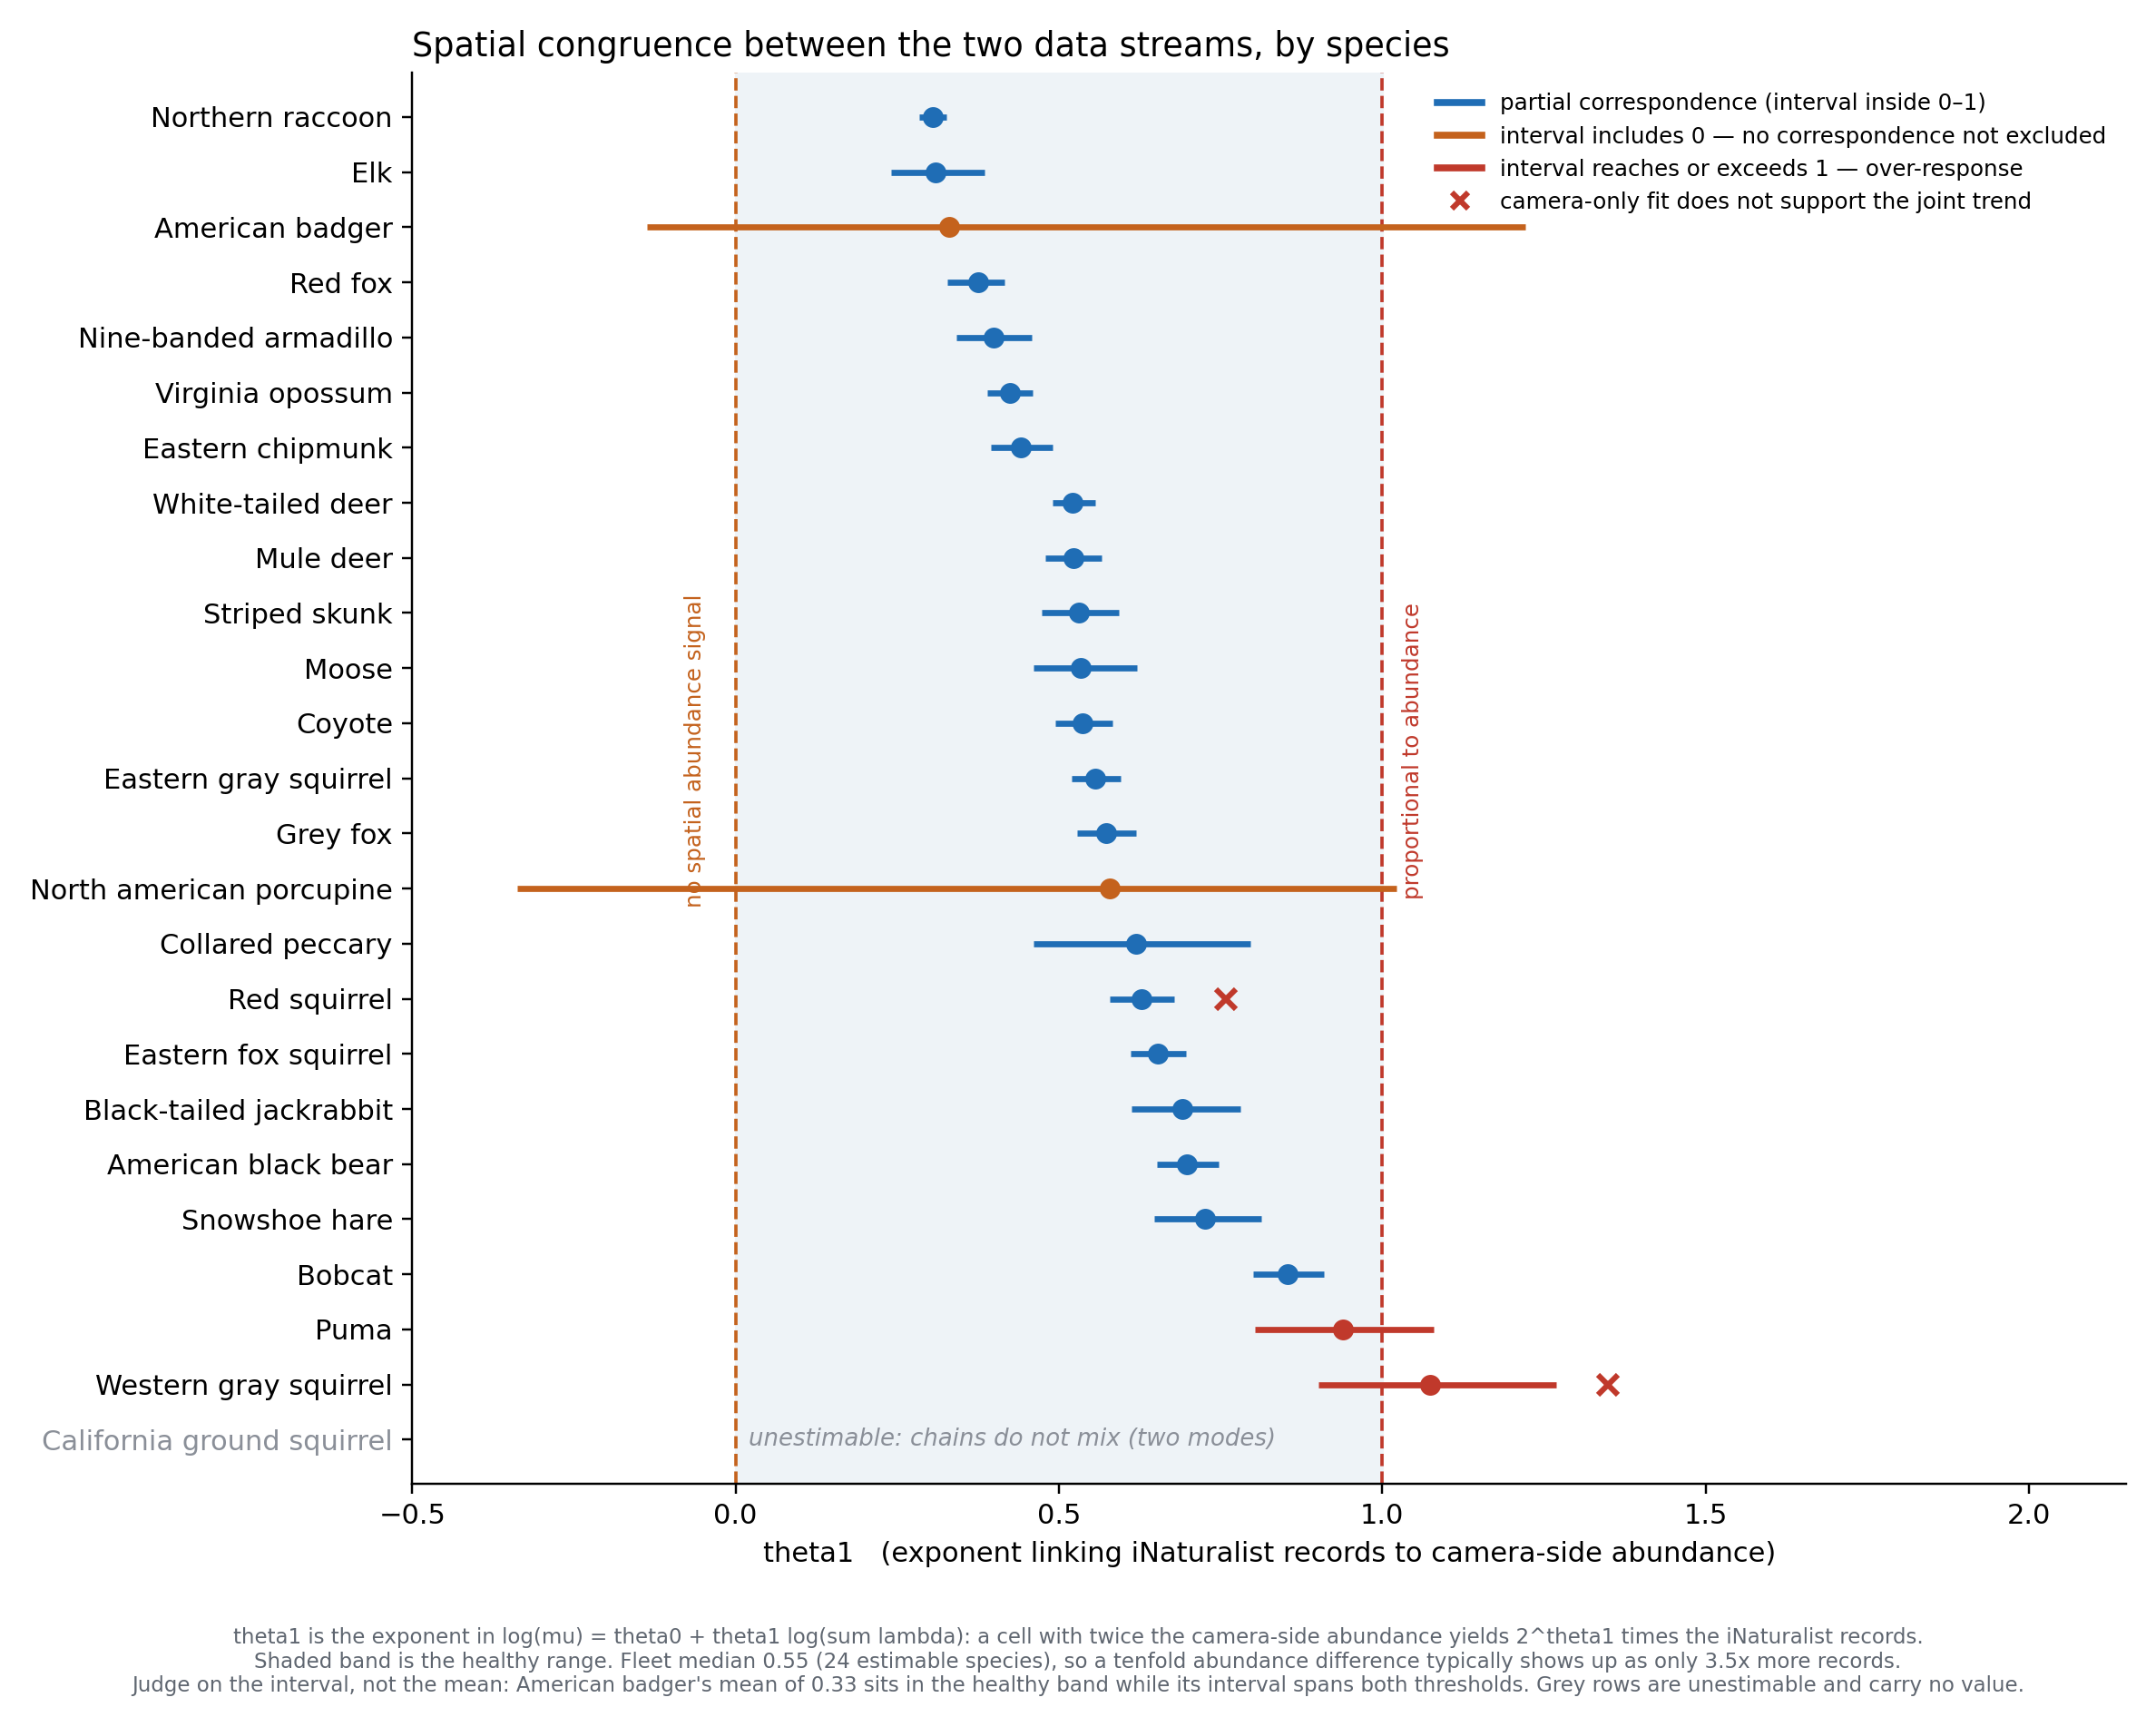 Spatial congruence between the two data streams, by species
partial correspondence (interval inside 0–1)
interval includes 0 — no correspondence not excluded
interval reaches or exceeds 1 — over-response
camera-only fit does not support the joint trend
Northern raccoon
Elk
American badger
Red fox
Nine-banded armadillo
Virginia opossum
Eastern chipmunk
White-tailed deer
Mule deer
Striped skunk
Moose
Coyote
Eastern gray squirrel
Grey fox
North american porcupine
Collared peccary
Red squirrel
Eastern fox squirrel
Black-tailed jackrabbit
American black bear
Snowshoe hare
Bobcat
Puma
Western gray squirrel
California ground squirrel
no spatial abundance signal
proportional to abundance
unestimable: chains do not mix (two modes)
−0.5 0.0 0.5 1.0 1.5 2.0
theta1 (exponent linking iNaturalist records to camera-side abundance)
theta1 is the exponent in log(mu) = theta0 + theta1 log(sum lambda): a cell with twice the camera-side abundance yields 2^theta1 times the iNaturalist records.
Shaded band is the healthy range. Fleet median 0.55 (24 estimable species), so a tenfold abundance difference typically shows up as only 3.5x more records.
Judge on the interval, not the mean: American badger's mean of 0.33 sits in the healthy band while its interval spans both thresholds. Grey rows are unestimable and carry no value.